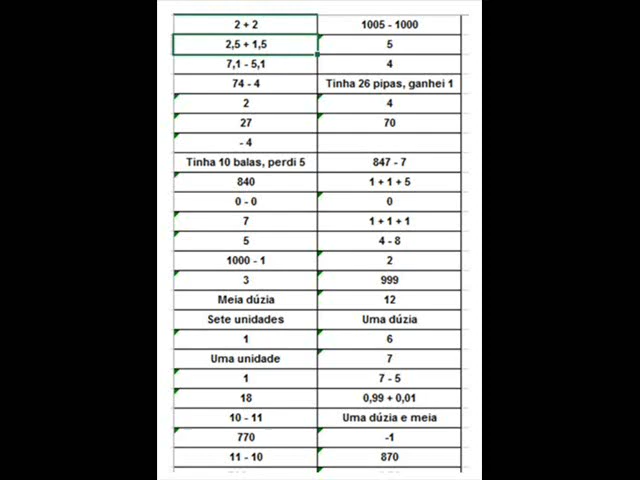 2 + 2 1005 - 1000
2,5 + 1,5 5
7,1 - 5,1 4
74 - 4 Tinha 26 pipas, ganhei 1
2 4
27 70
- 4
Tinha 10 balas, perdi 5 847 - 7
840 1 + 1 + 5
0 - 0 0
7 1 + 1 + 1
5 4 - 8
1000 - 1 2
3 999
Meia dúzia 12
Sete unidades Uma dúzia
1 6
Uma unidade 7
1 7 - 5
18 0,99 + 0,01
10 - 11 Uma dúzia e meia
770 -1
11 - 10 870